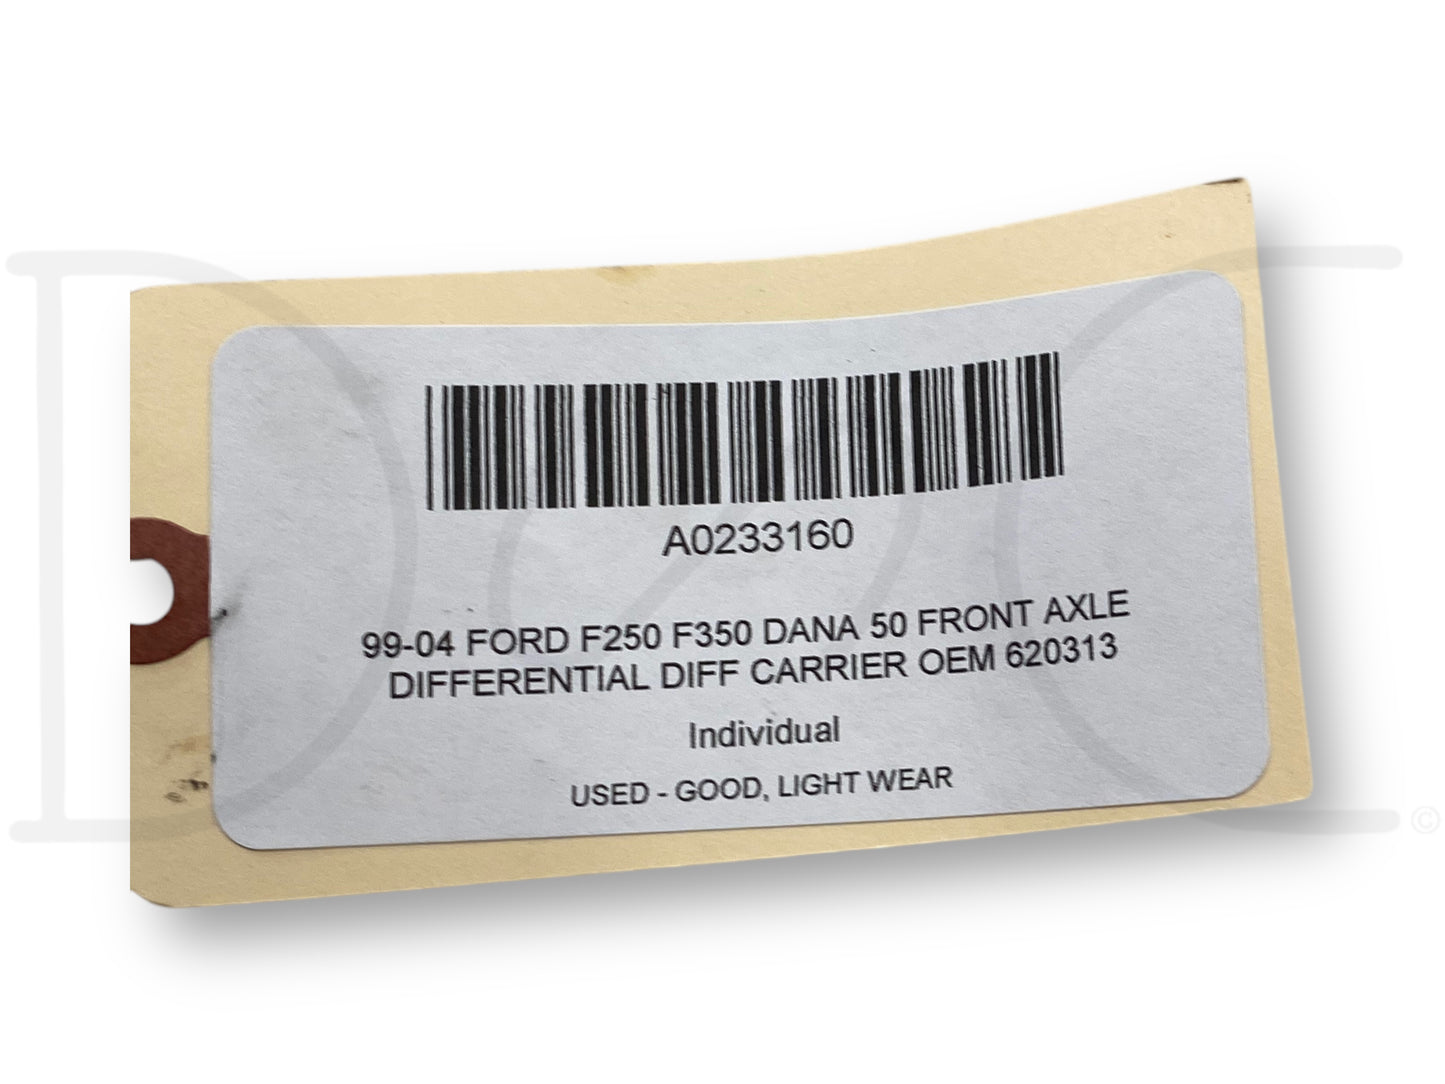 A0233160
99-04 FORD F250 F350 DANA 50 FRONT AXLE
DIFFERENTIAL DIFF CARRIER OEM 620313
Individual
USED - GOOD, LIGHT WEAR
©